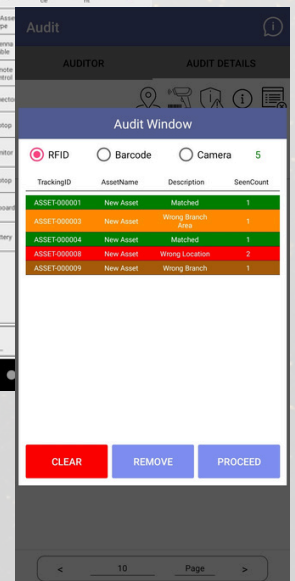 Audit
AUDITOR AUDIT DETAILS
Audit Window
RFID Barcode Camera 5
TrackingID AssetName Description SeenCount
ASSET-000001 New Asset Matched 1
ASSET-000003 New Asset Wrong Branch Area 1
ASSET-000004 New Asset Matched 1
ASSET-000008 New Asset Wrong Location 2
ASSET-000009 New Asset Wrong Branch 1
CLEAR REMOVE PROCEED
< 10 Page >